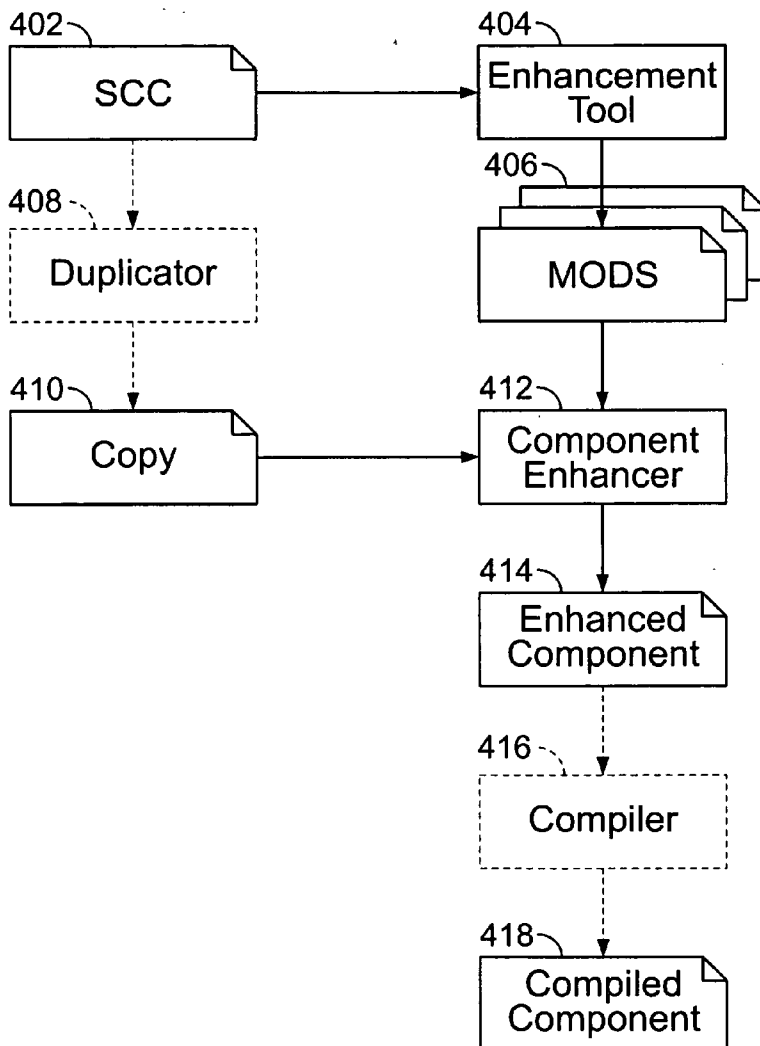 402
SCC
404
Enhancement
Tool
406
MODS
408
Duplicator
410
Copy
412
Component
Enhancer
414
Enhanced
Component
416
Compiler
418
Compiled
Component